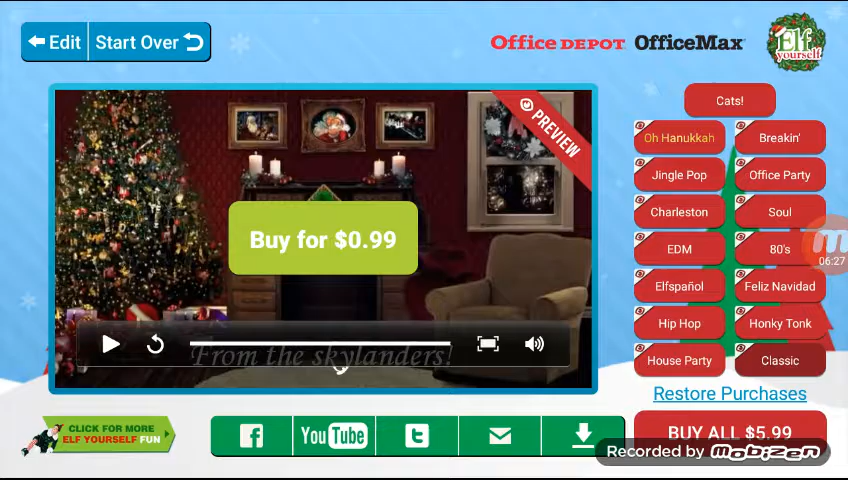 Edit
Start Over
Office DEPOT OfficeMax
Elf
yourself
PREVIEW
Buy for $0.99
From the skylanders!
Cats!
Oh Hanukkah
Breakin'
Jingle Pop
Office Party
Charleston
Soul
EDM
80's
Elfspañol
Feliz Navidad
Hip Hop
Honky Tonk
House Party
Classic
06:27
Restore Purchases
BUY ALL $5.99
CLICK FOR MORE
ELF YOURSELF FUN
YouTube
Recorded by mobizen